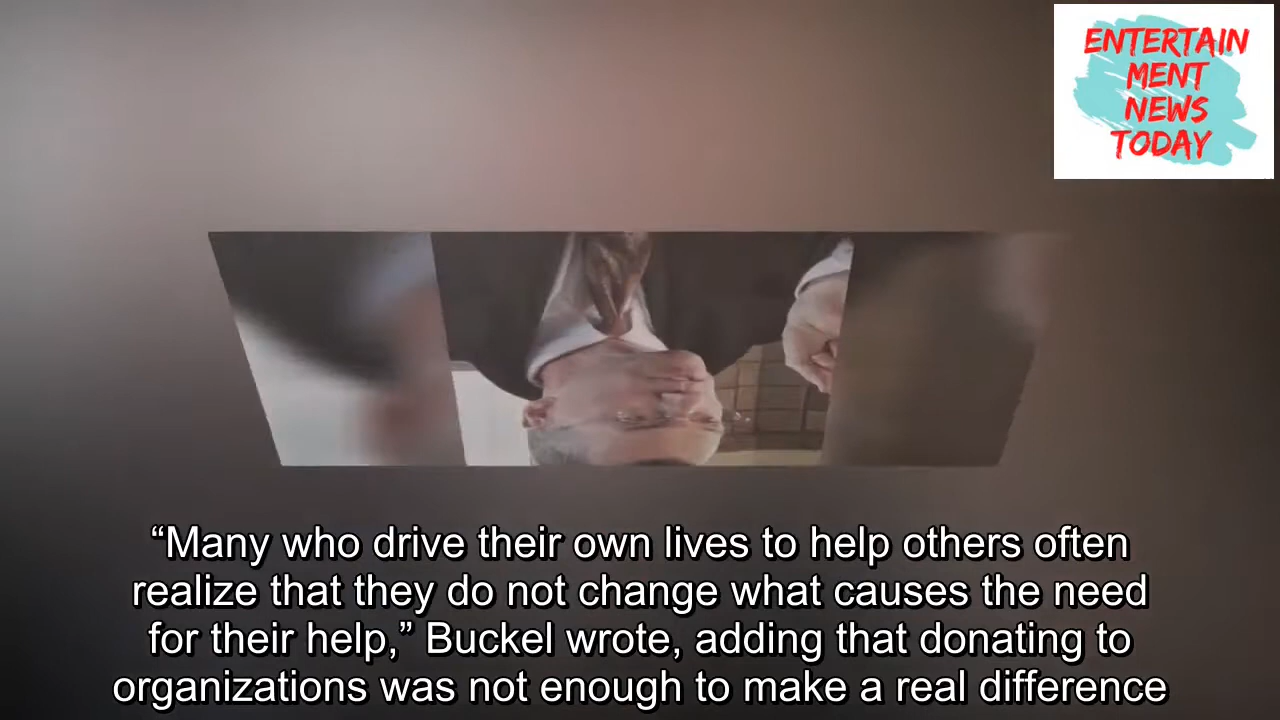 ENTERTAIN
MENT
NEWS
TODAY
“Many who drive their own lives to help others often
realize that they do not change what causes the need
for their help,” Buckel wrote, adding that donating to
organizations was not enough to make a real difference